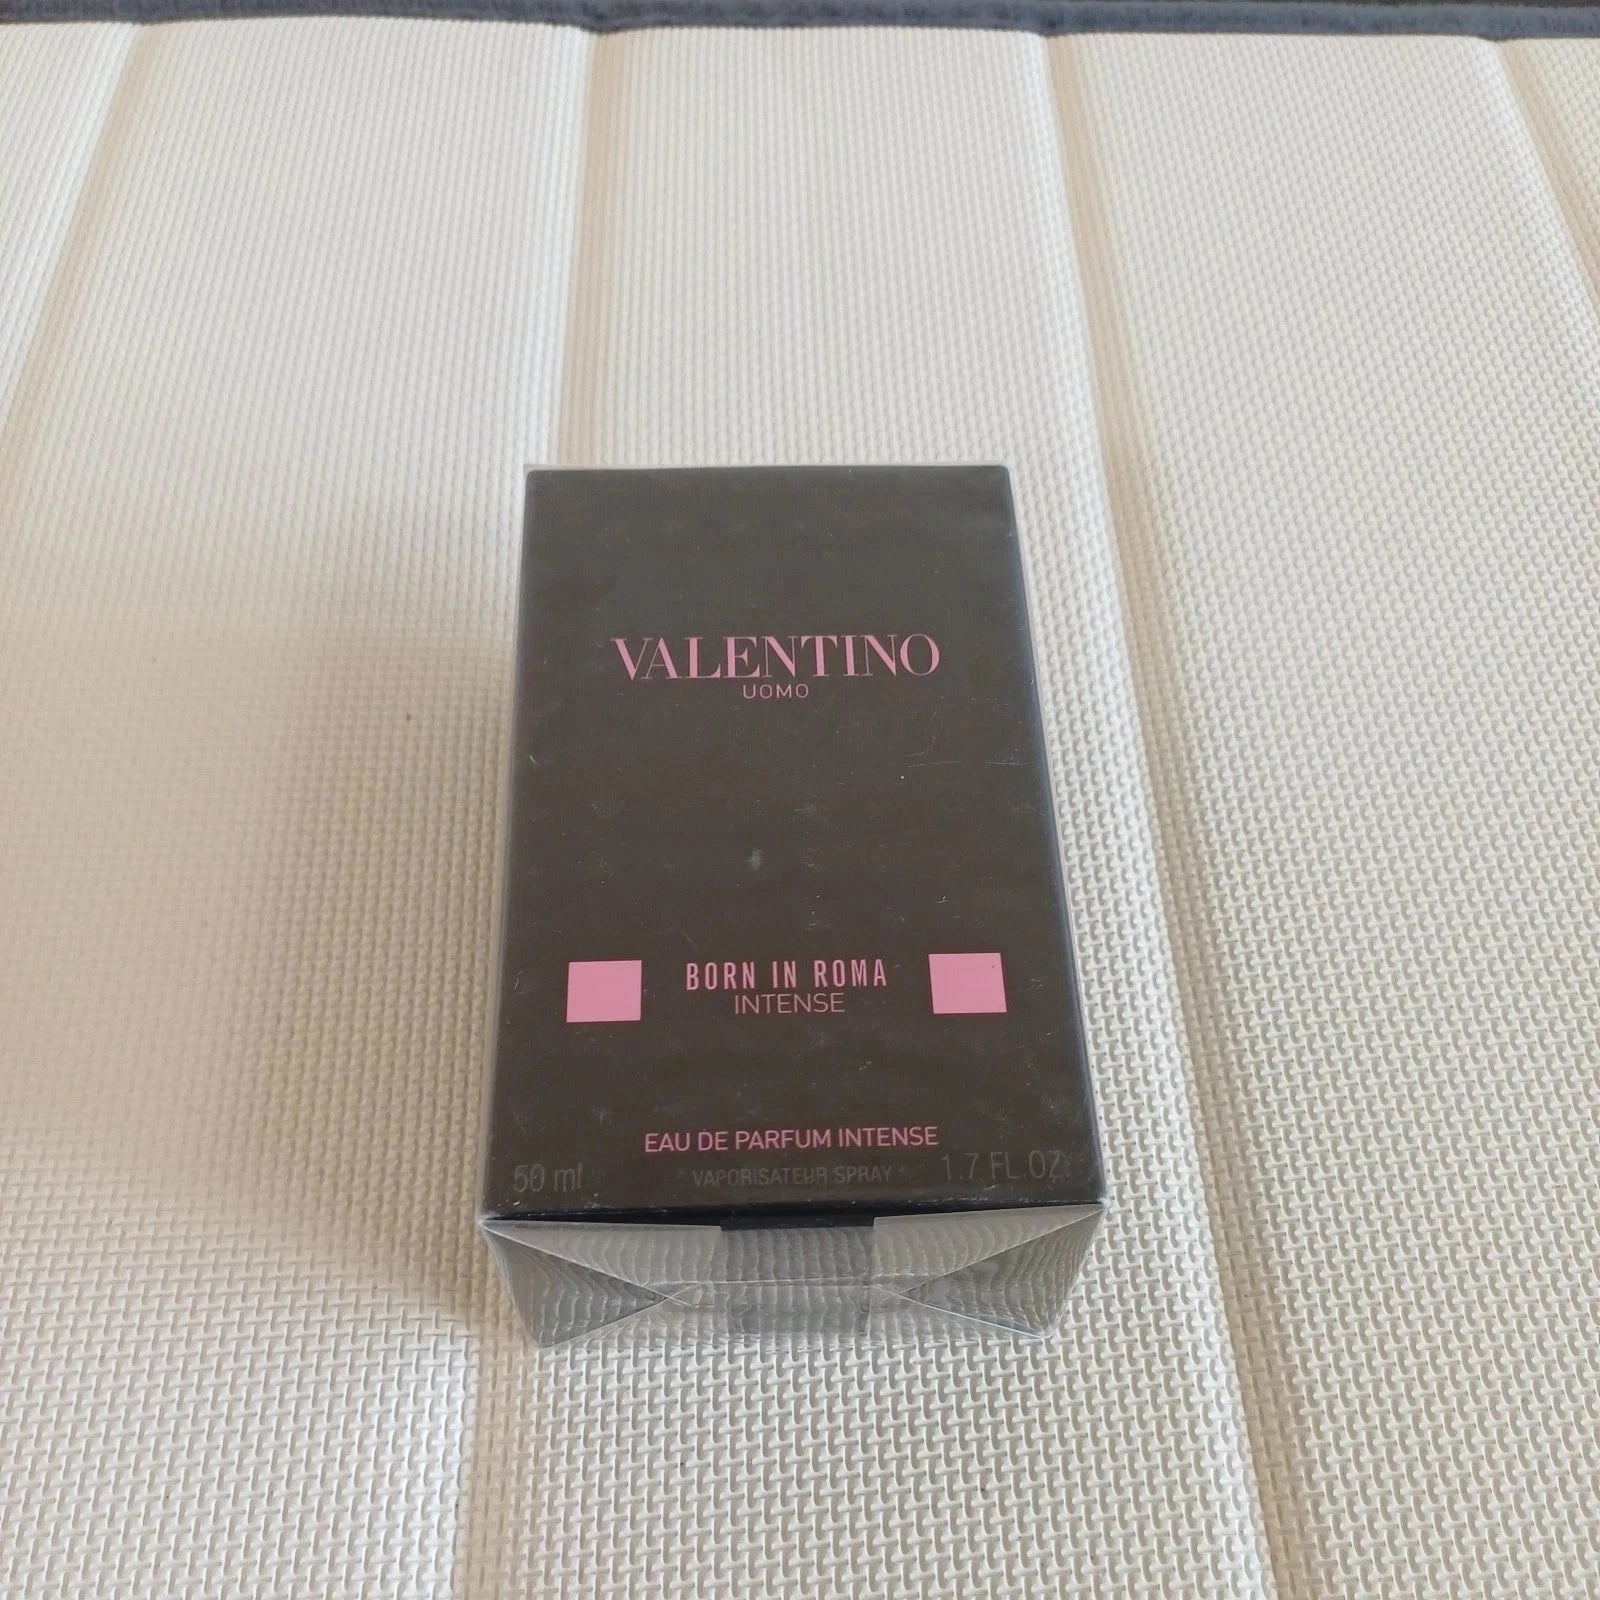 VALENTINO
UOMO
BORN IN ROMA
INTENSE
EAU DE PARFUM INTENSE
50 ml VAPORISATEUR SPRAY 1.7 FL.OZ